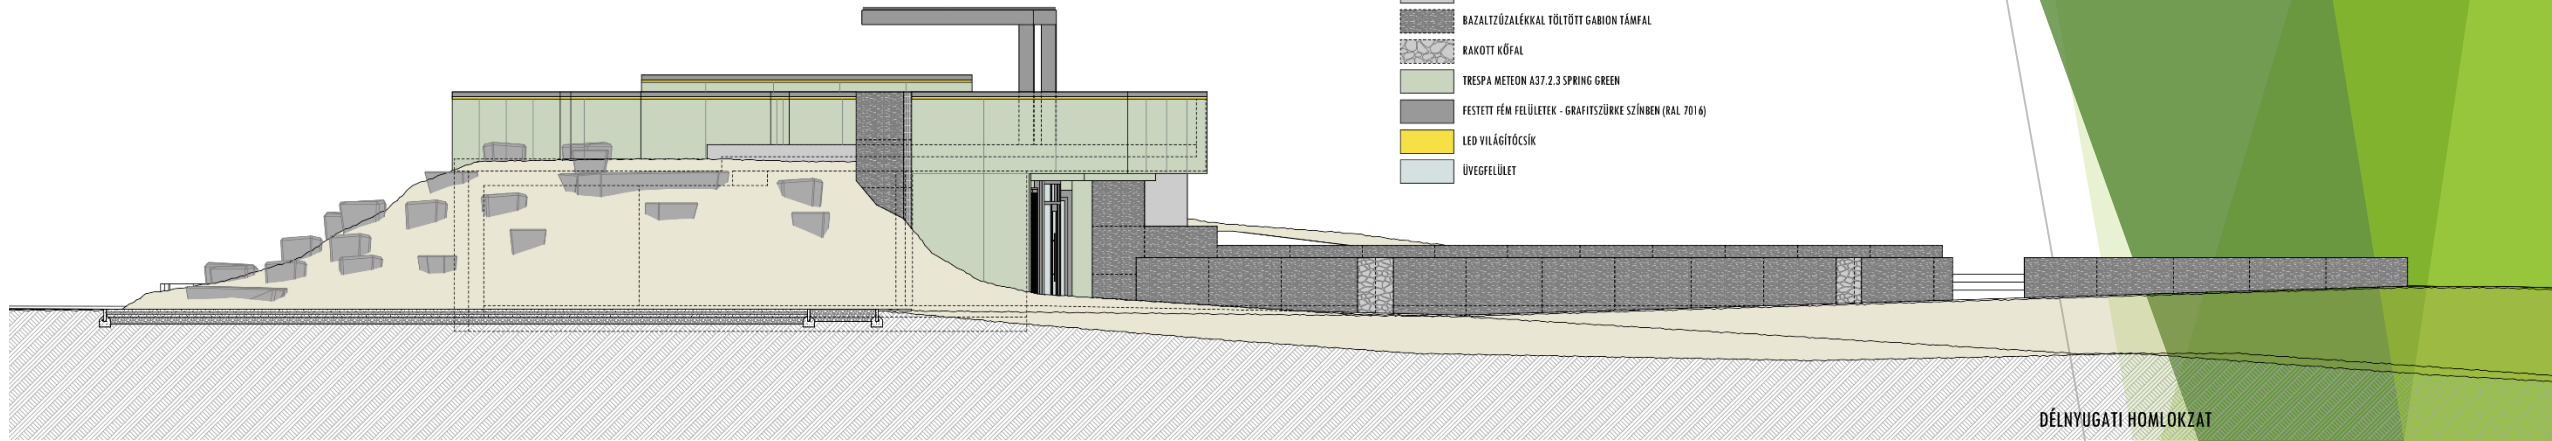 BAZALTZÚZALÉKKAL TÖLTÖTT GABION TÁMFAL
RAKOTT KŐFAL
TRESPA METEON A37.2.3 SPRING GREEN
FESTETT FÉM FELÜLETEK - GRAFITSZÜRKE SZÍNBEN (RAL 7016)
LED VILÁGÍTÓCSÍK
ÜVEGFELÜLET
DÉLNYUGATI HOMLOKZAT